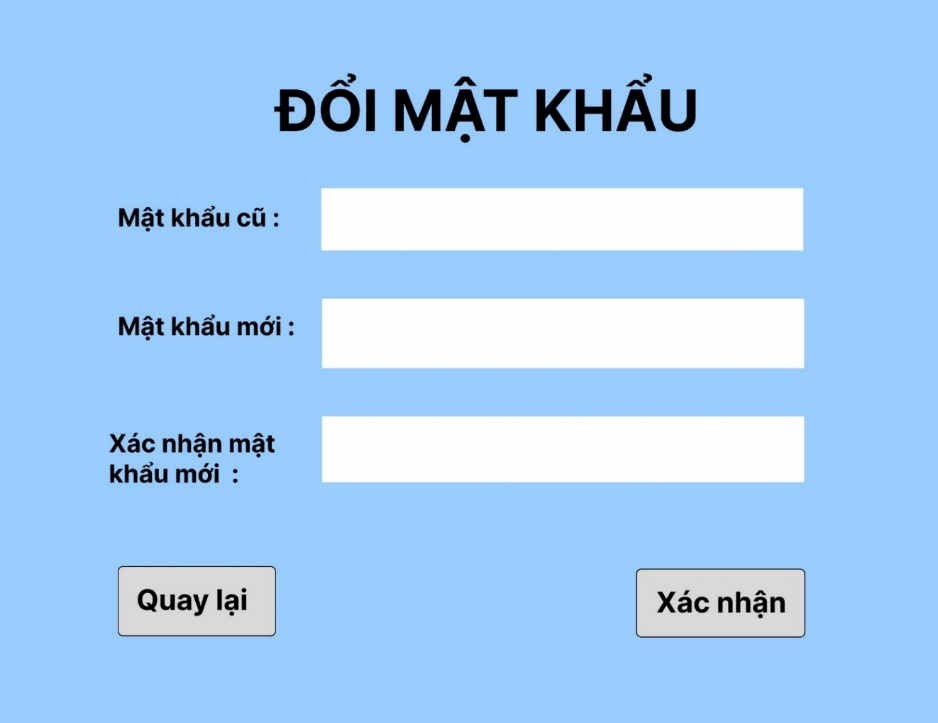 ĐỔI MẬT KHẨU
Mật khẩu cũ :
Mật khẩu mới :
Xác nhận mật
khẩu mới :
Quay lại
Xác nhận